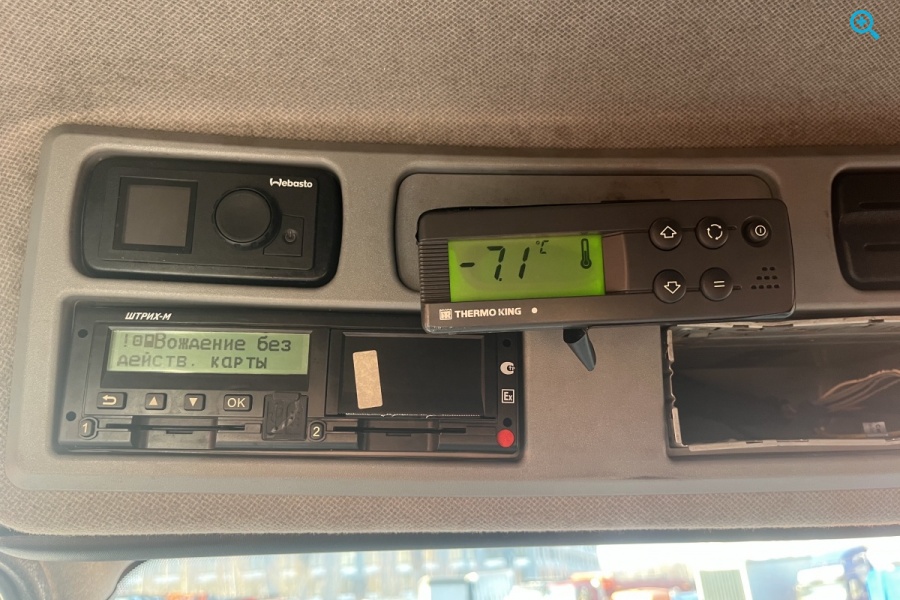 Webasto
-7.1 °C
THERMO KING
ШТРИХ-М
Вождение без
действ. карты
OK
1
2
Ex